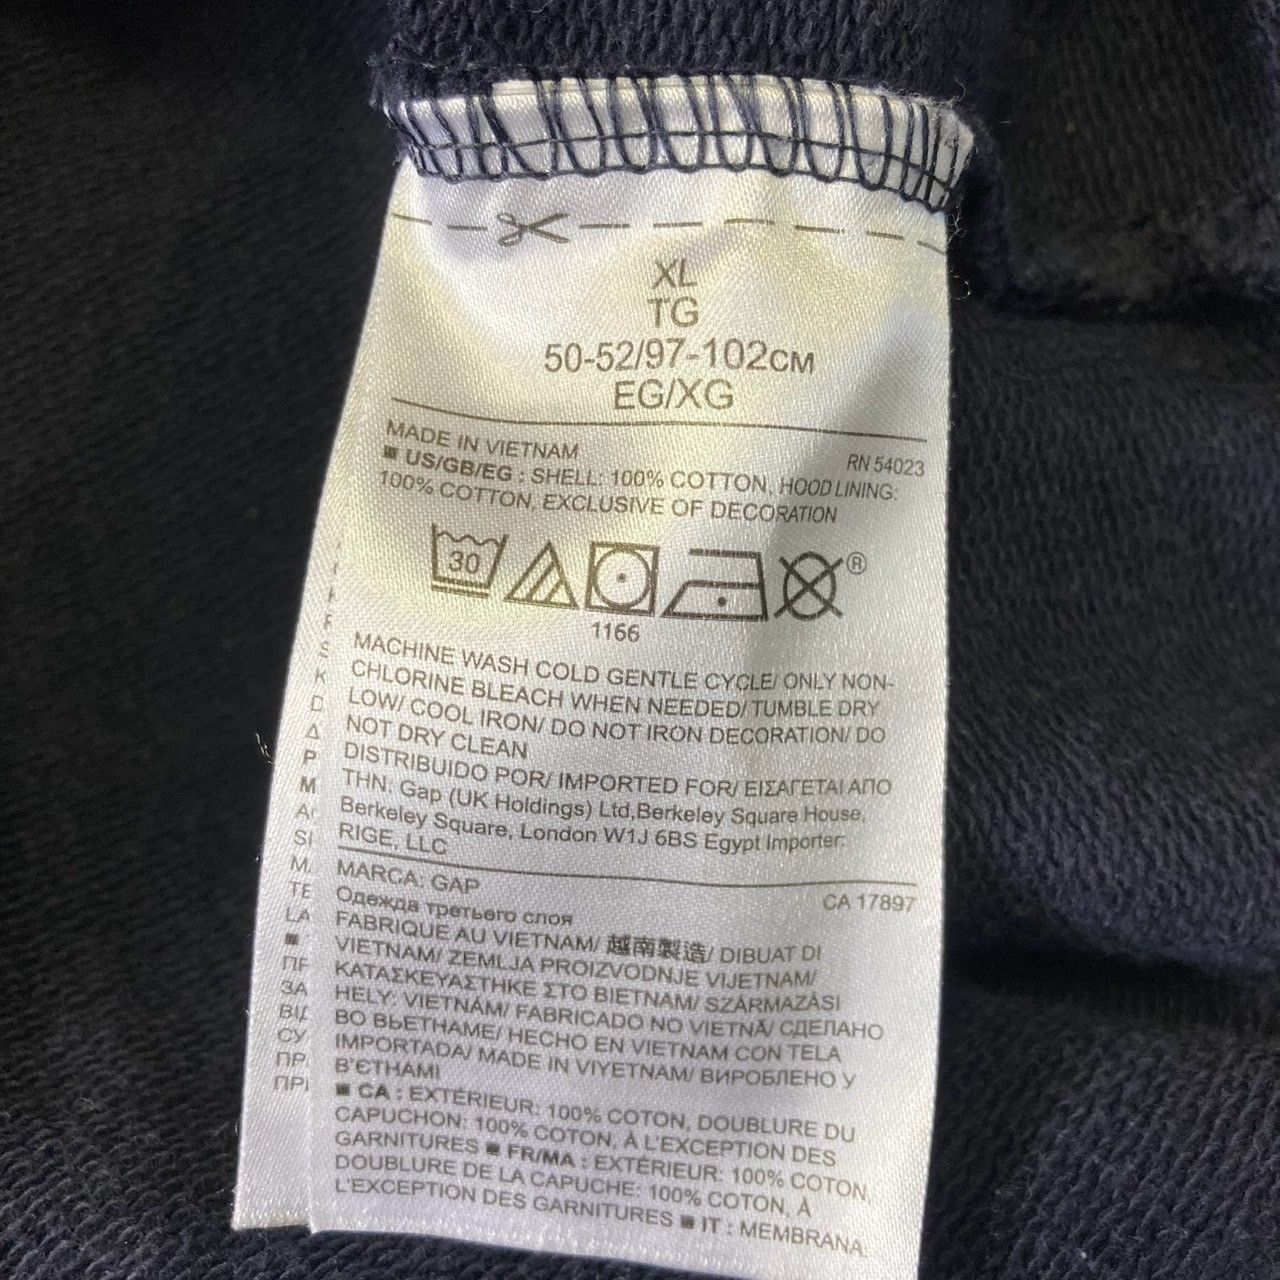 XL
TG
50-52/97-102СМ
EG/XG
MADE IN VIETNAM
RN 54023
■ US/GB/EG : SHELL: 100% COTTON, HOOD LINING:
100% COTTON, EXCLUSIVE OF DECORATION
30
®
1166
MACHINE WASH COLD GENTLE CYCLE/ ONLY NON-
CHLORINE BLEACH WHEN NEEDED/ TUMBLE DRY
LOW/ COOL IRON/ DO NOT IRON DECORATION/ DO
NOT DRY CLEAN
DISTRIBUIDO POR/ IMPORTED FOR/ ΕΙΣΑΓΕΤΑΙ ΑΠΟ
ΤΗΝ: Gap (UK Holdings) Ltd,Berkeley Square House,
Berkeley Square, London W1J 6BS Egypt Importer:
RIGE, LLC
MARCA: GAP
CA 17897
Одежда третьего слоя
FABRIQUÉ AU VIETNAM/ 越南製造/ DIBUAT DI
VIETNAM/ ZEMLJA PROIZVODNJE VIJETNAM/
ΚΑΤΑΣΚΕΥΑΣΤΗΚΕ ΣΤΟ ΒΙΕΤΝΑΜ/ SZÁRMAZÁSI
HELY: VIETNÁM/ FABRICADO NO VIETNÃ/ СДЕЛАНО
ВО ВЬЕТНАМЕ/ HECHO EN VIETNAM CON TELA
IMPORTADA/ MADE IN VIYETNAM/ ВИРОБЛЕНО У
В'ЄТНАМІ
■ CA : EXTÉRIEUR: 100% COTON, DOUBLURE DU
CAPUCHON: 100% COTON, À L'EXCEPTION DES
GARNITURES ■ FR/MA : EXTÉRIEUR: 100% COTON,
DOUBLURE DE LA CAPUCHE: 100% COTON, À
L'EXCEPTION DES GARNITURES ■ IT : MEMBRANA: